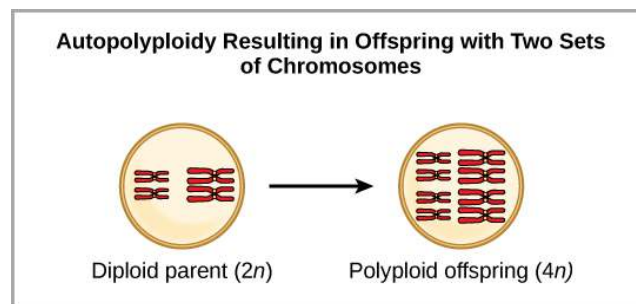 Autopolyploidy Resulting in Offspring with Two Sets
of Chromosomes
Diploid parent (2n)
Polyploid offspring (4n)